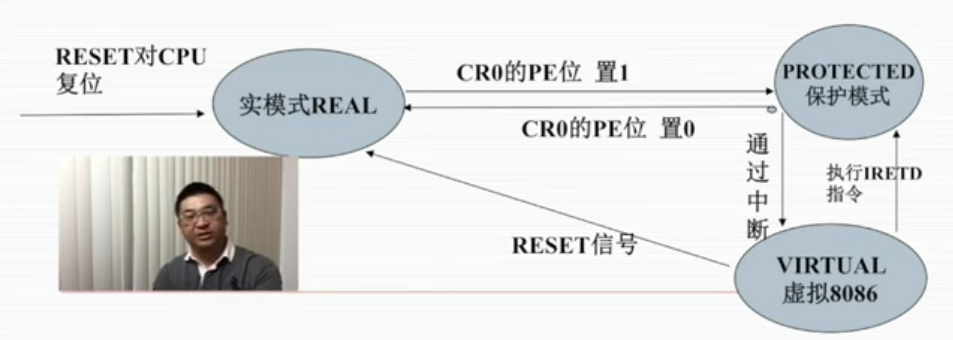 RESET对CPU
复位
实模式REAL
CR0的PE位 置1
CR0的PE位 置0
PROTECTED
保护模式
通
过
中
断
执行IRETD
指令
RESET信号
VIRTUAL
虚拟8086